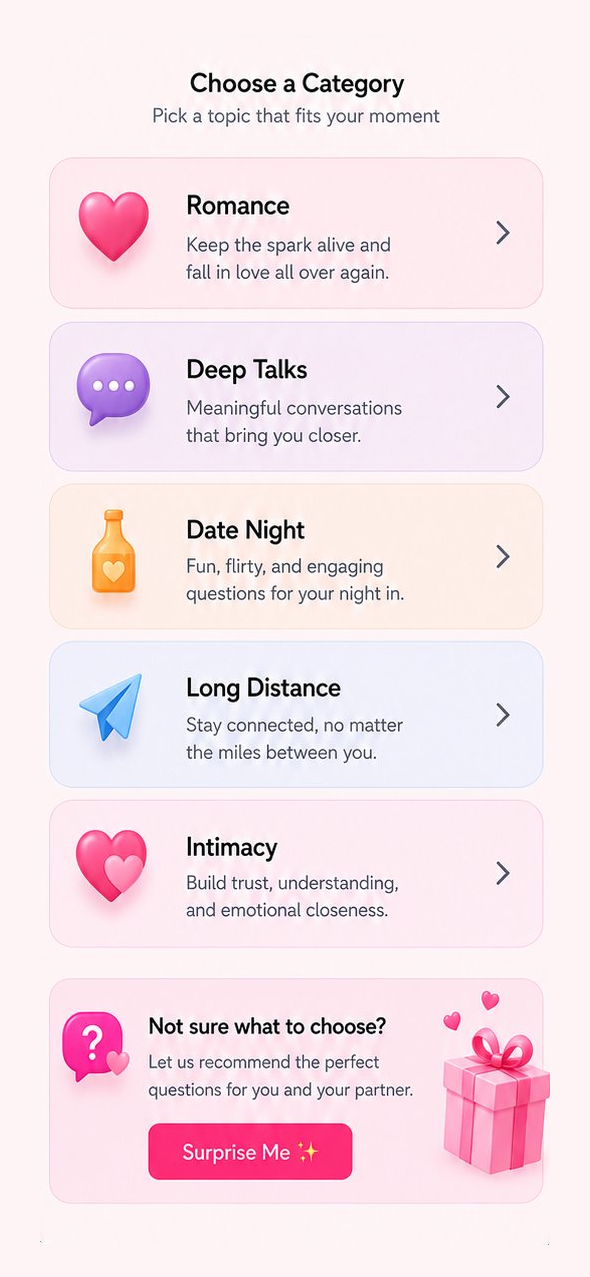 Choose a Category
Pick a topic that fits your moment
Romance
Keep the spark alive and
fall in love all over again.
Deep Talks
Meaningful conversations
that bring you closer.
Date Night
Fun, flirty, and engaging
questions for your night in.
Long Distance
Stay connected, no matter
the miles between you.
Intimacy
Build trust, understanding,
and emotional closeness.
?
Not sure what to choose?
Let us recommend the perfect
questions for you and your partner.
Surprise Me ✨